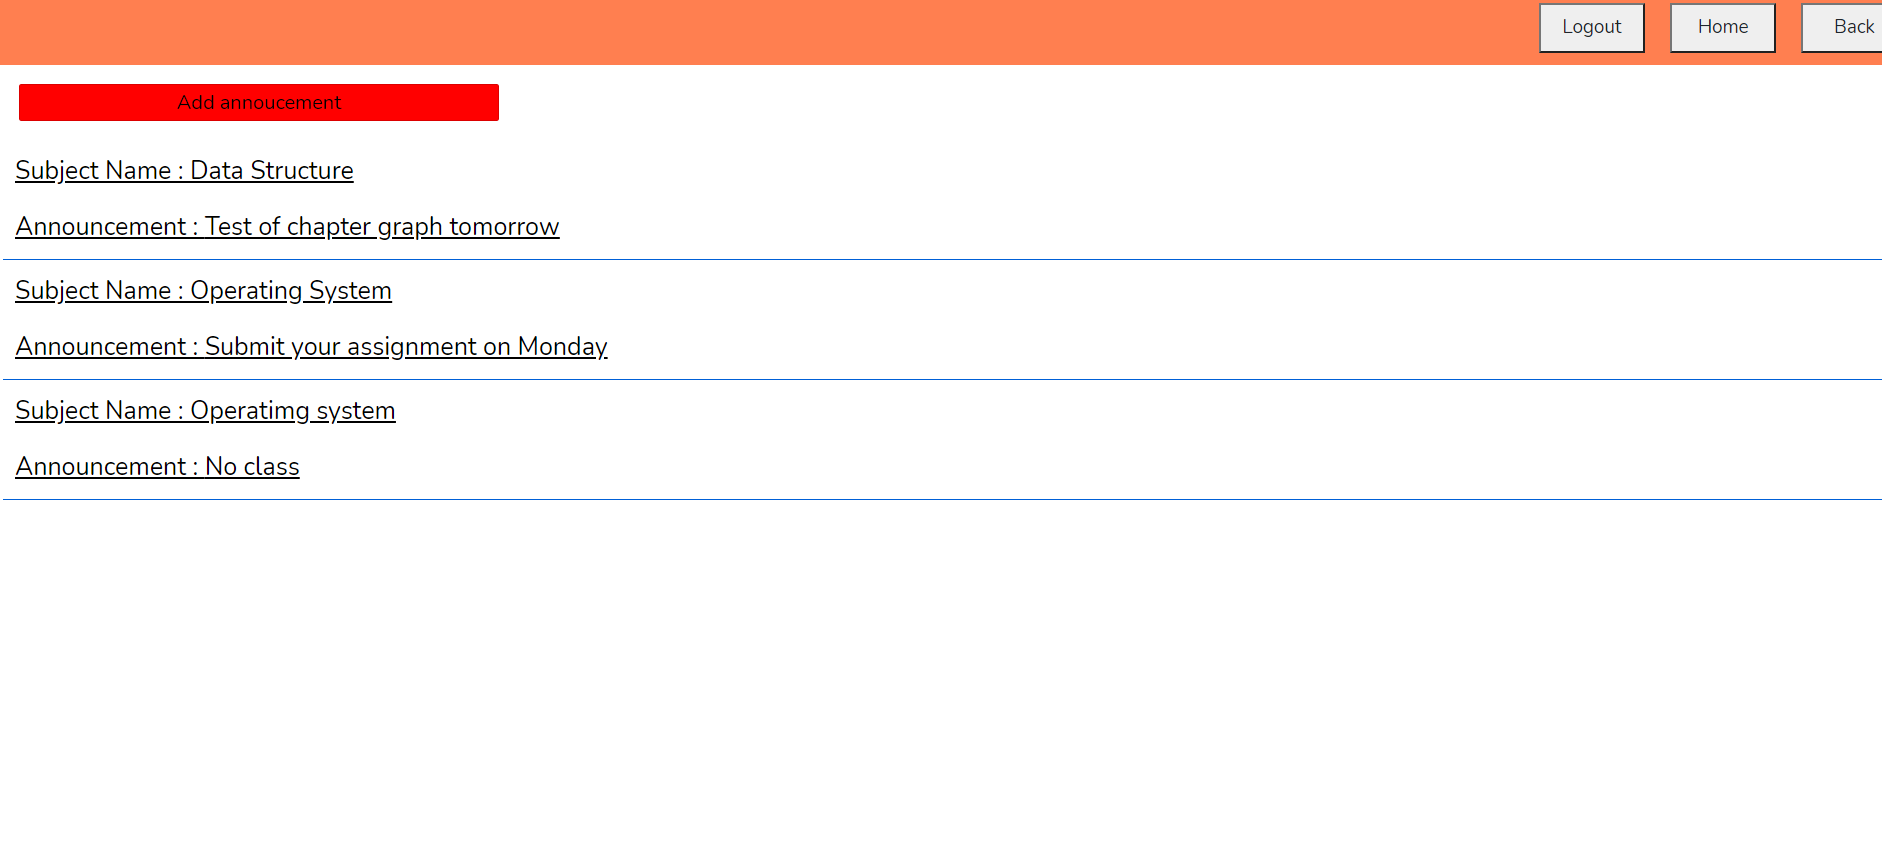 Logout Home Back
Add annoucement
Subject Name : Data Structure
Announcement : Test of chapter graph tomorrow
Subject Name : Operating System
Announcement : Submit your assignment on Monday
Subject Name : Operatimg system
Announcement : No class